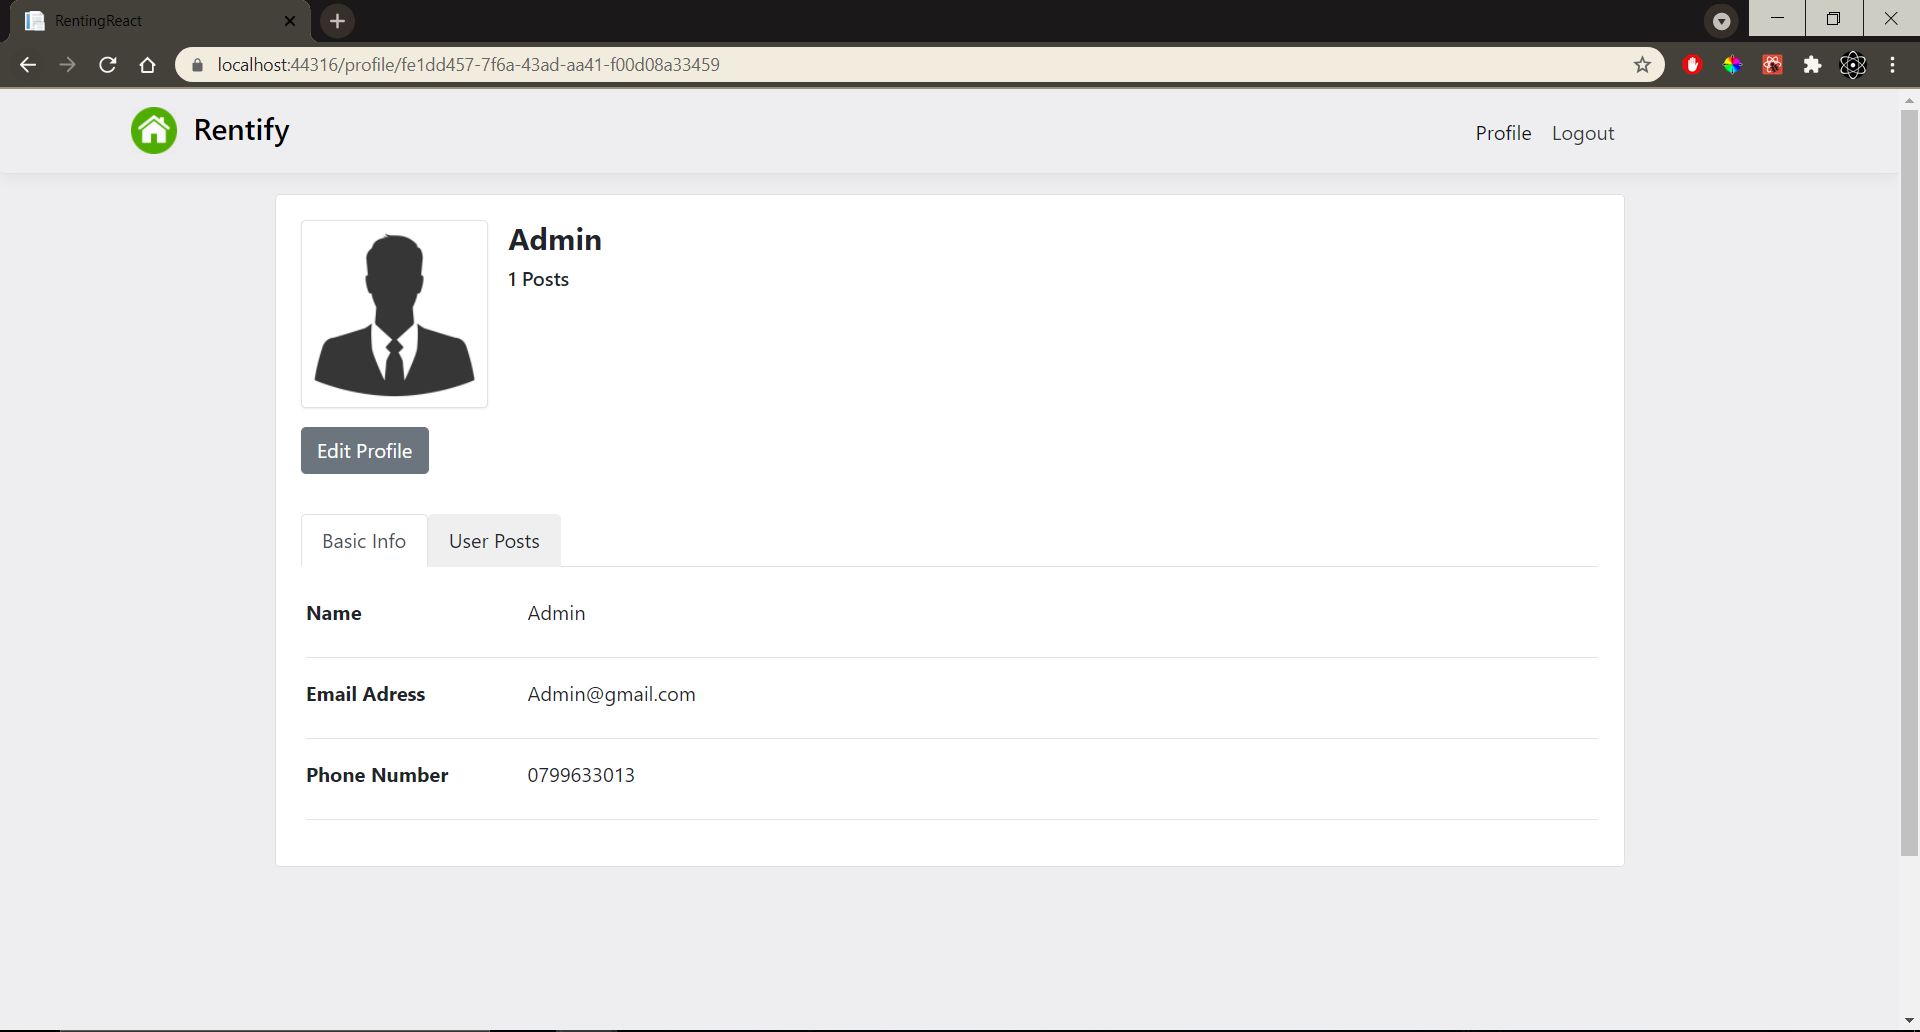 RentingReact
localhost:44316/profile/fe1dd457-7f6a-43ad-aa41-f00d08a33459
Rentify
Profile Logout
Admin
1 Posts
Edit Profile
Basic Info User Posts
Name Admin
Email Adress Admin@gmail.com
Phone Number 0799633013